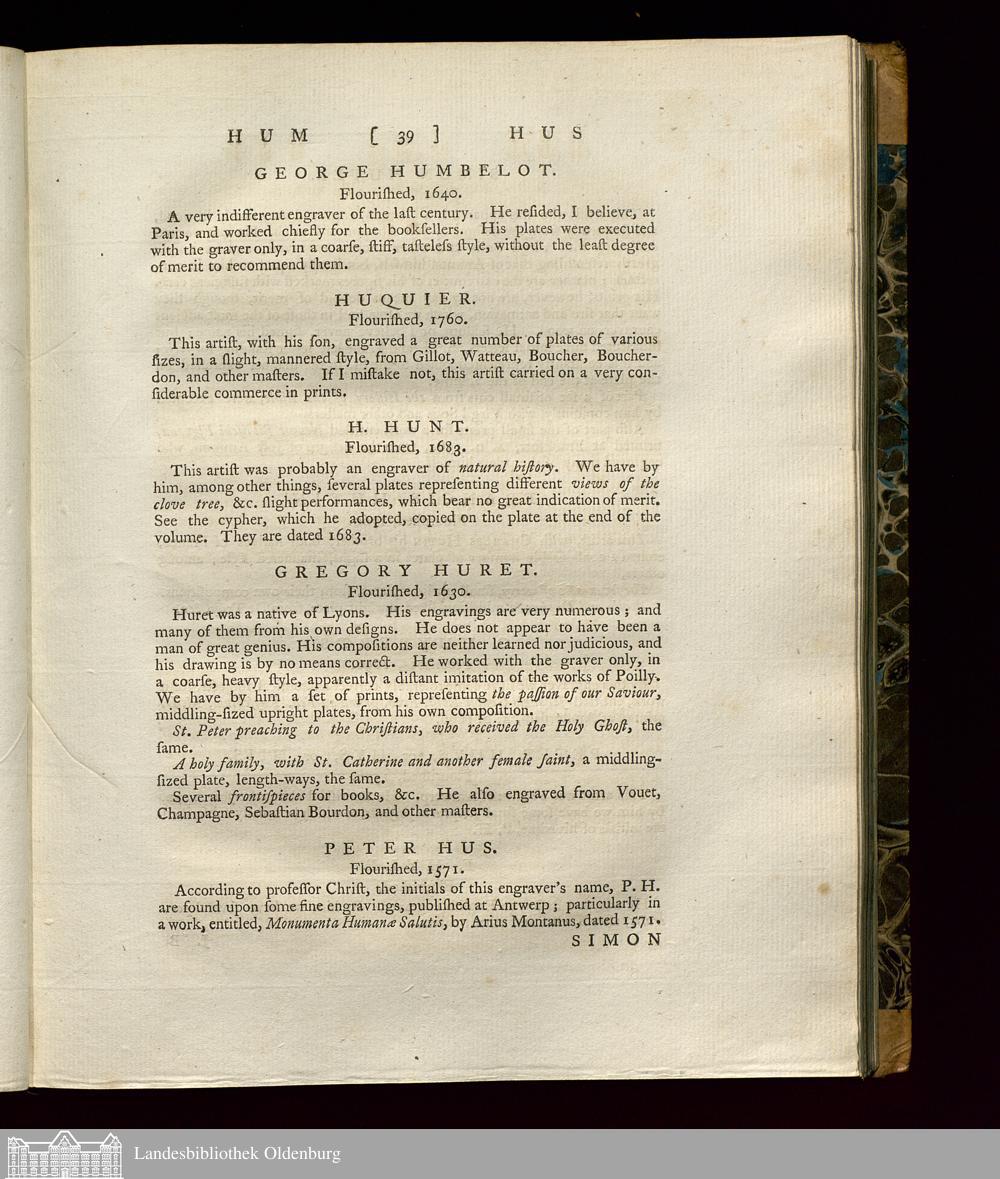 HUM [ 39 ] HUS
GEORGE HUMBELOT.
Flouriſhed, 1640.
A very indifferent engraver of the laſt century. He reſided, I believe, at
Paris, and worked chiefly for the bookſellers. His plates were executed
with the graver only, in a coarſe, ſtiff, taſteleſs ſtyle, without the leaſt degree
of merit to recommend them.
HUQUIER.
Flouriſhed, 1760.
This artiſt, with his ſon, engraved a great number of plates of various
ſizes, in a ſlight, mannered ſtyle, from Gillot, Watteau, Boucher, Boucher-
don, and other maſters. If I miſtake not, this artiſt carried on a very con-
ſiderable commerce in prints.
H. HUNT.
Flouriſhed, 1683.
This artiſt was probably an engraver of natural hiſtory. We have by
him, among other things, ſeveral plates repreſenting different views of the
clove tree, &c. ſlight performances, which bear no great indication of merit.
See the cypher, which he adopted, copied on the plate at the end of the
volume. They are dated 1683.
GREGORY HURET.
Flouriſhed, 1630.
Huret was a native of Lyons. His engravings are very numerous; and
many of them from his own deſigns. He does not appear to have been a
man of great genius. His compoſitions are neither learned nor judicious, and
his drawing is by no means correct. He worked with the graver only, in
a coarſe, heavy ſtyle, apparently a diſtant imitation of the works of Poilly.
We have by him a ſet of prints, repreſenting the paſſion of our Saviour,
middling-ſized upright plates, from his own compoſition.
St. Peter preaching to the Chriſtians, who received the Holy Ghoſt, the
ſame.
A holy family, with St. Catherine and another female ſaint, a middling-
ſized plate, length-ways, the ſame.
Several frontiſpieces for books, &c. He alſo engraved from Vouet,
Champagne, Sebaſtian Bourdon, and other maſters.
PETER HUS.
Flouriſhed, 1571.
According to profeſſor Chriſt, the initials of this engraver's name, P. H.
are found upon ſome fine engravings, publiſhed at Antwerp; particularly in
a work, entitled, Monumenta Humanæ Salutis, by Arius Montanus, dated 1571.
SIMON
Landesbibliothek Oldenburg